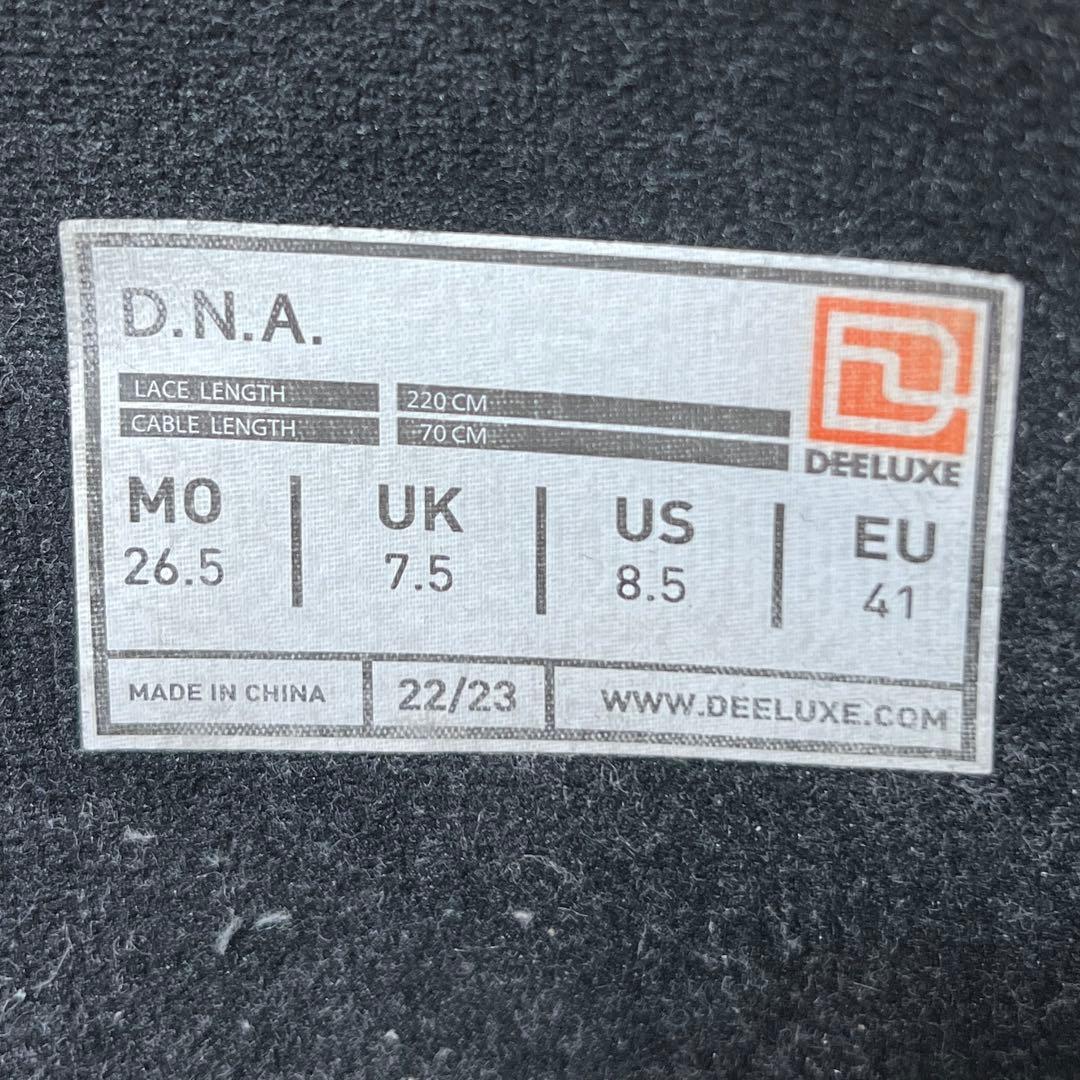 D.N.A.
LACE LENGTH 220 CM
CABLE LENGTH 70 CM
DEELUXE
MO UK US EU
26.5 7.5 8.5 41
MADE IN CHINA 22/23 WWW.DEELUXE.COM